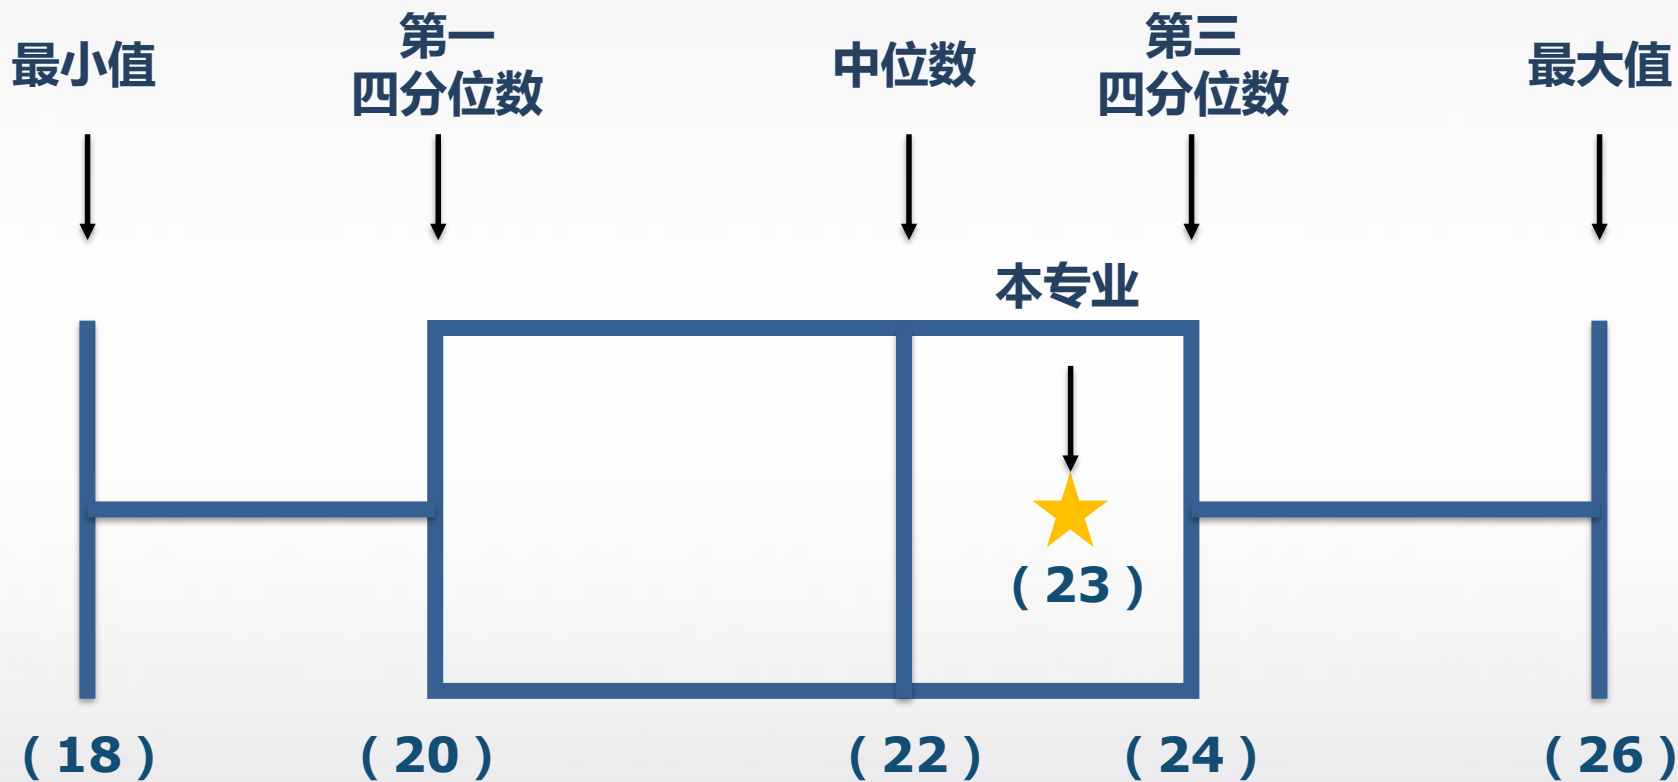 最小值
第一
四分位数
中位数
第三
四分位数
最大值
本专业
（23）
（18）
（20）
（22）
（24）
（26）